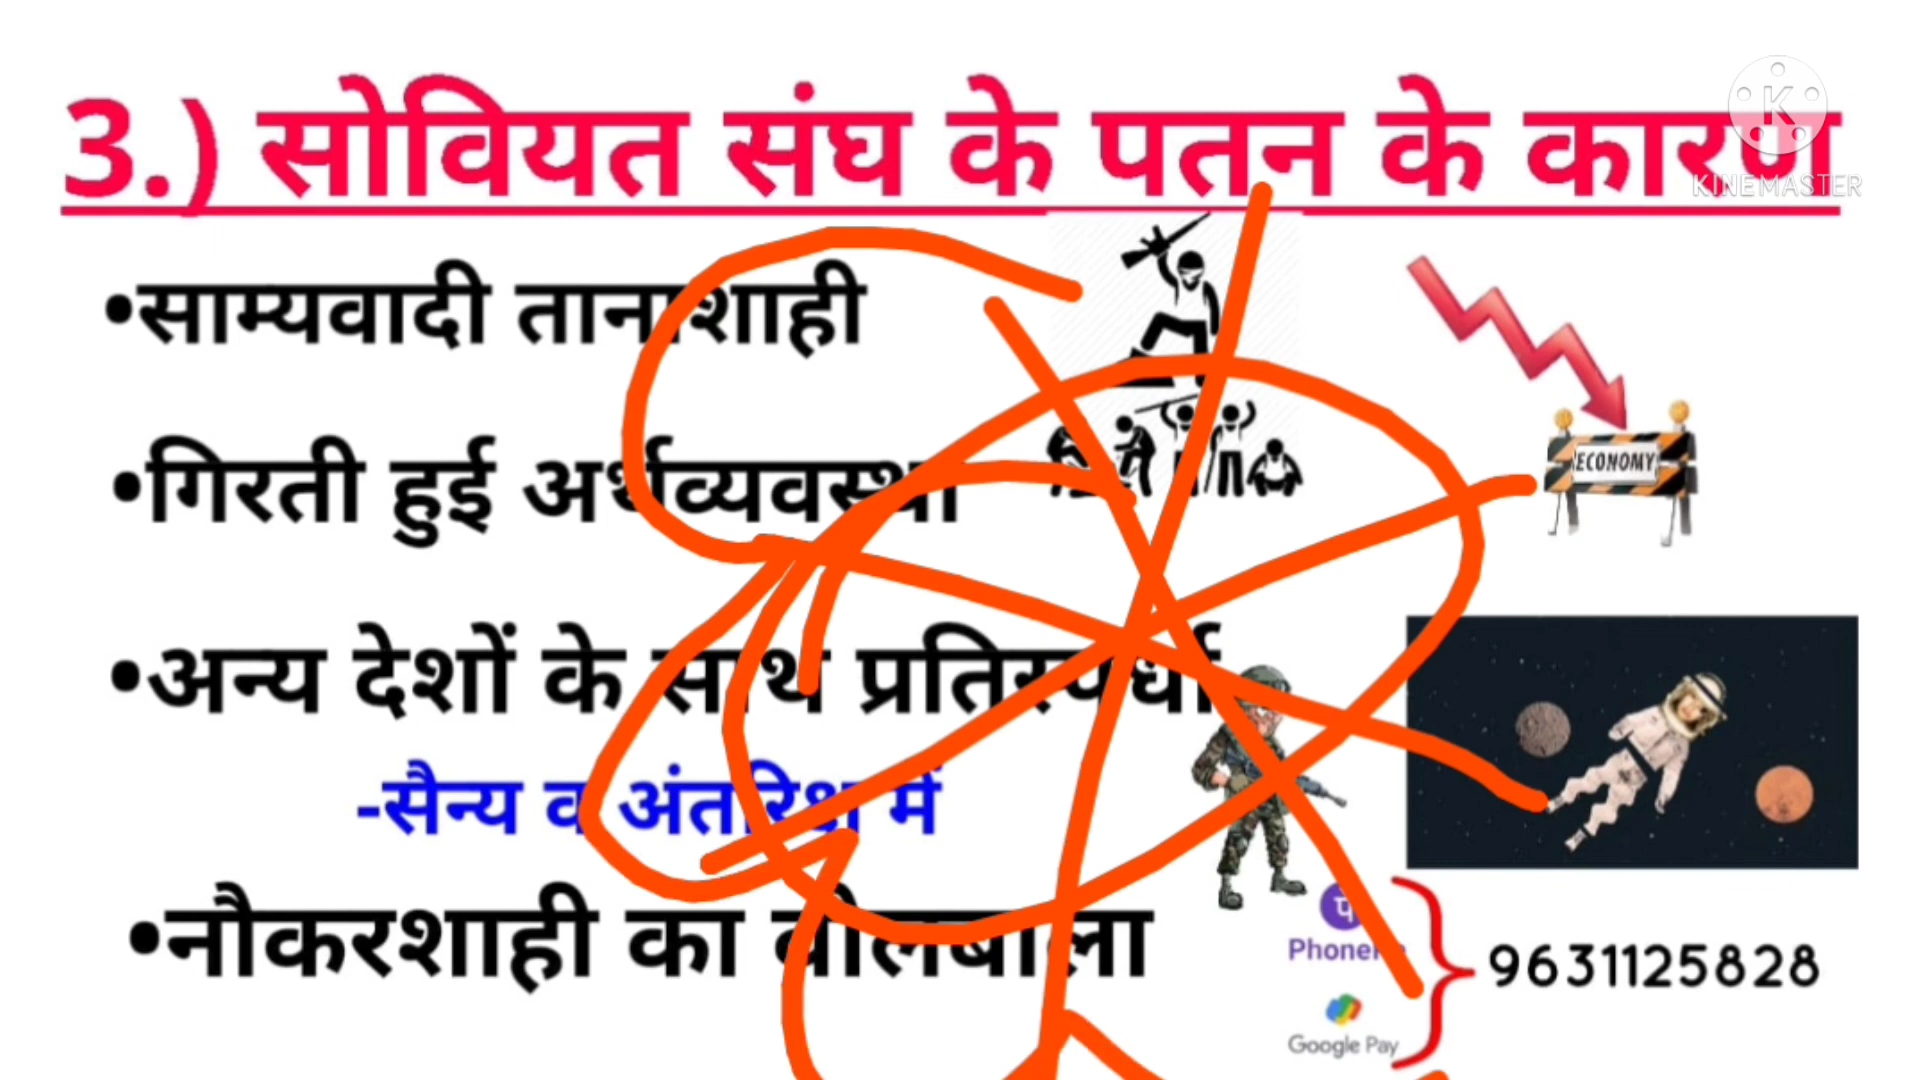 3.) सोवियत संघ के पतन के कारण
KINEMASTER
•साम्यवादी तानाशाही
•गिरती हुई अर्थव्यवस्था
ECONOMY
•अन्य देशों के साथ प्रतिस्पर्धा
-सैन्य व अंतरिक्ष में
•नौकरशाही का बोलबाला
पे
PhonePe
9631125828
Google Pay